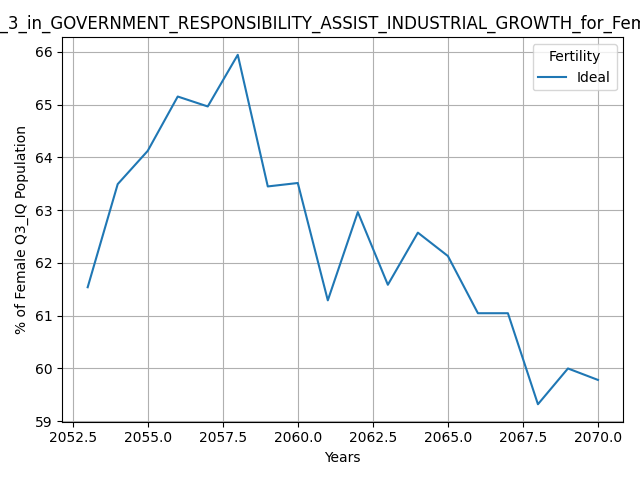 _3_in_GOVERNMENT_RESPONSIBILITY_ASSIST_INDUSTRIAL_GROWTH_for_Fem
Fertility
Ideal
% of Female Q3_IQ Population
66
65
64
63
62
61
60
59
2052.5 2055.0 2057.5 2060.0 2062.5 2065.0 2067.5 2070.0
Years